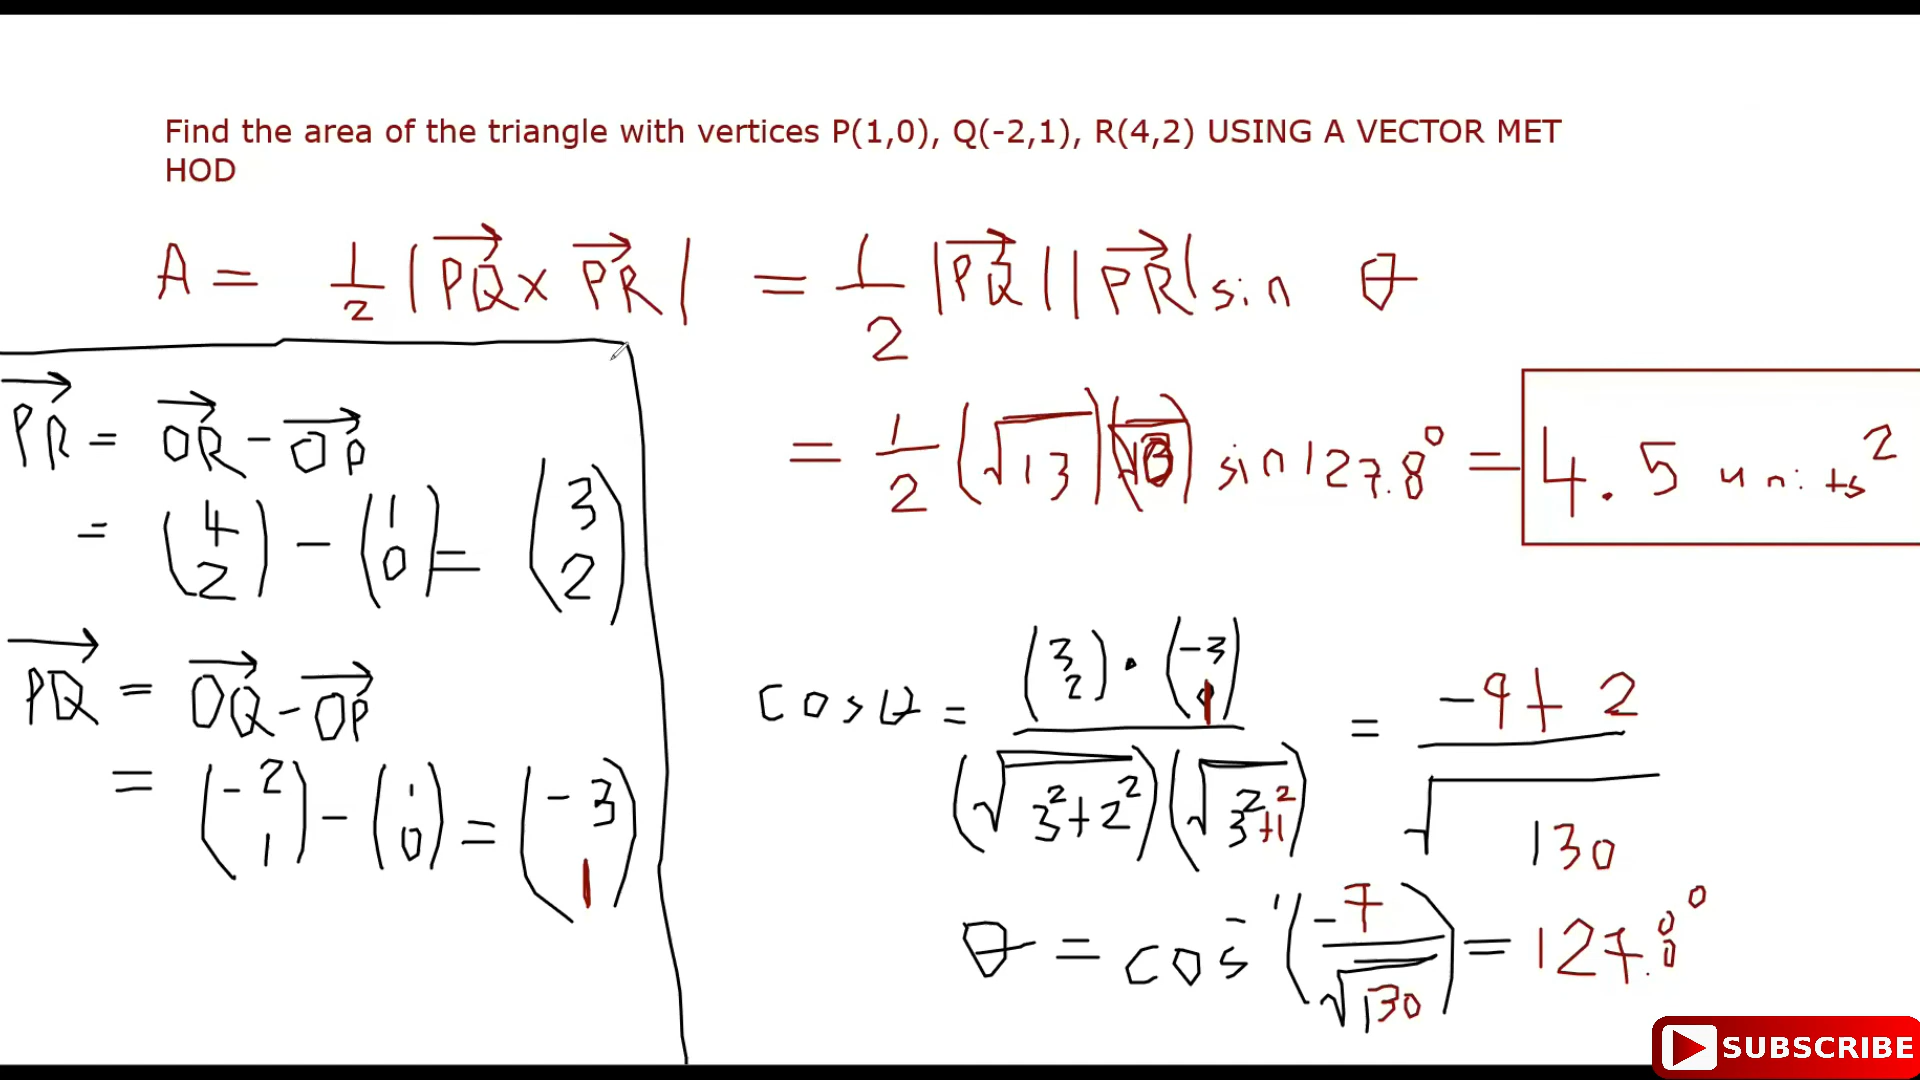 Find the area of the triangle with vertices P(1,0), Q(-2,1), R(4,2) USING A VECTOR MET
HOD
A = 1/2 |PQ × PR| = 1/2 |PQ||PR| sin θ
= 1/2 (√13)( ) sin 127.8° = 4.5 units²
PR = OR - OP
= (4 2) - (1 0) = (3 2)
PQ = OQ - OP
= (-2 1) - (1 0) = (-3 1)
cos θ = (3 2) · (-3 1) / (√3²+2²)(√3²+1²) = -9+2 / √130
θ = cos⁻¹(-7/√130) = 127.8°
SUBSCRIBE